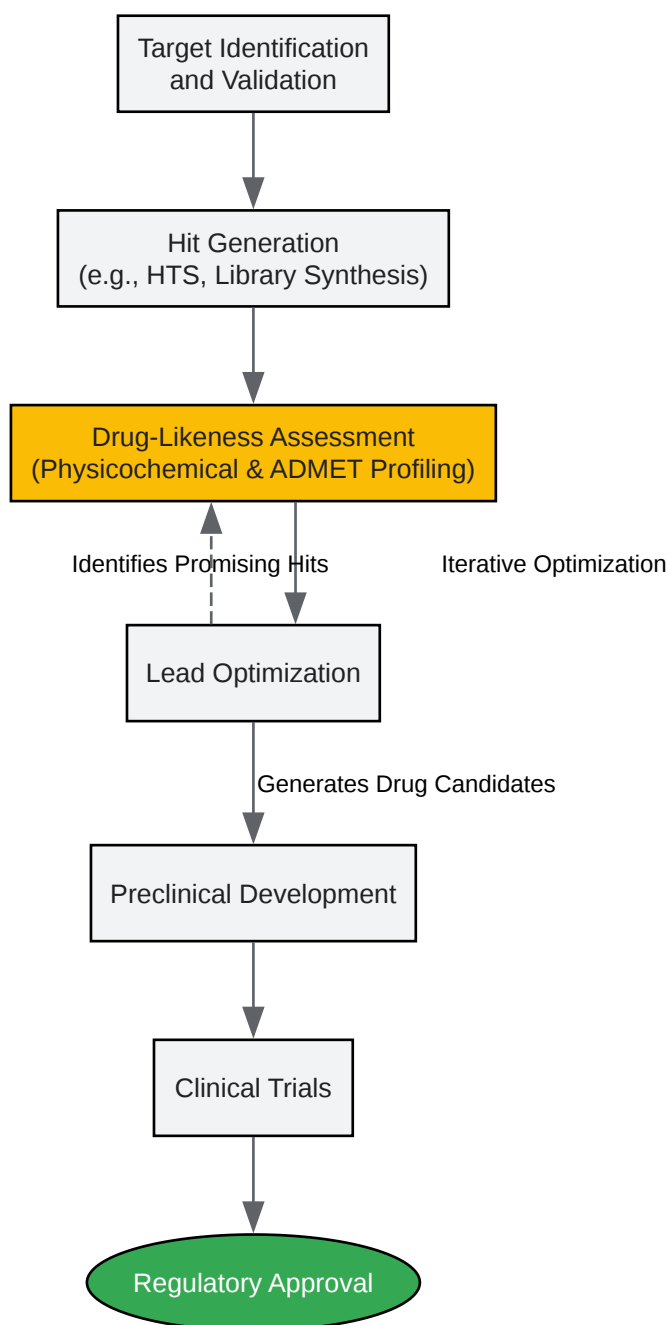 Target Identification
and Validation
Hit Generation
(e.g., HTS, Library Synthesis)
Drug-Likeness Assessment
(Physicochemical & ADMET Profiling)
Identifies Promising Hits
Iterative Optimization
Lead Optimization
Generates Drug Candidates
Preclinical Development
Clinical Trials
Regulatory Approval